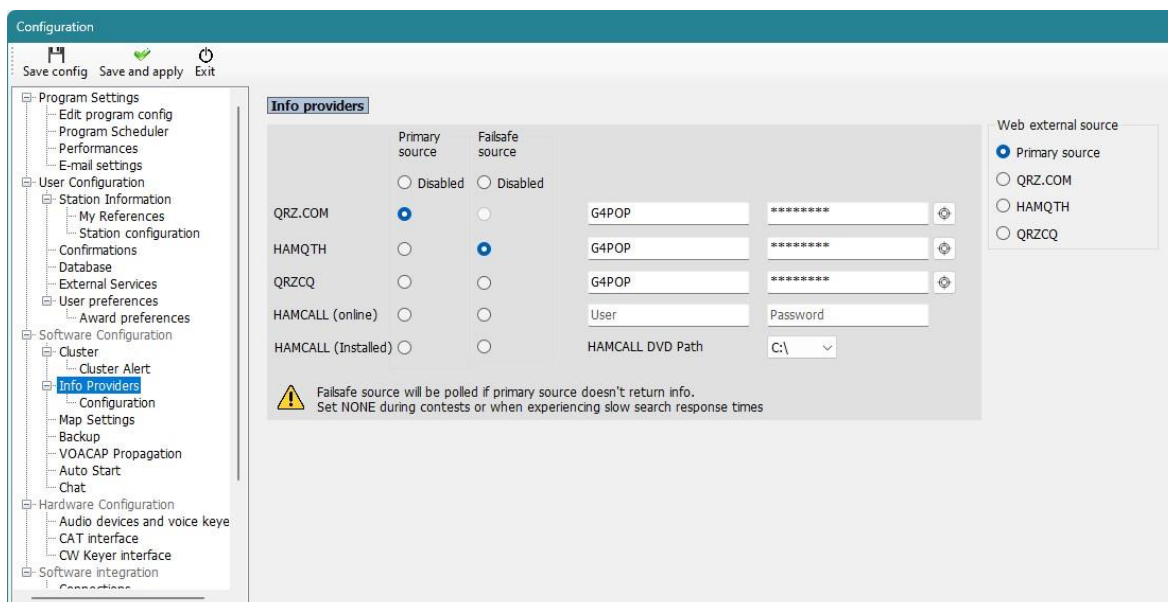 Configuration
Save config Save and apply Exit
Program Settings
Edit program config
Program Scheduler
Performances
E-mail settings
User Configuration
Station Information
My References
Station configuration
Confirmations
Database
External Services
User preferences
Award preferences
Software Configuration
Cluster
Cluster Alert
Info Providers
Configuration
Map Settings
Backup
VOACAP Propagation
Auto Start
Chat
Hardware Configuration
Audio devices and voice keye
CAT interface
CW Keyer interface
Software integration
Connections
Info providers
Primary source
Failsafe source
Disabled Disabled
QRZ.COM G4POP ********
HAMQTH G4POP ********
QRZCQ G4POP ********
HAMCALL (online) User Password
HAMCALL (Installed) HAMCALL DVD Path C:\
Failsafe source will be polled if primary source doesn't return info.
Set NONE during contests or when experiencing slow search response times
Web external source
Primary source
QRZ.COM
HAMQTH
QRZCQ